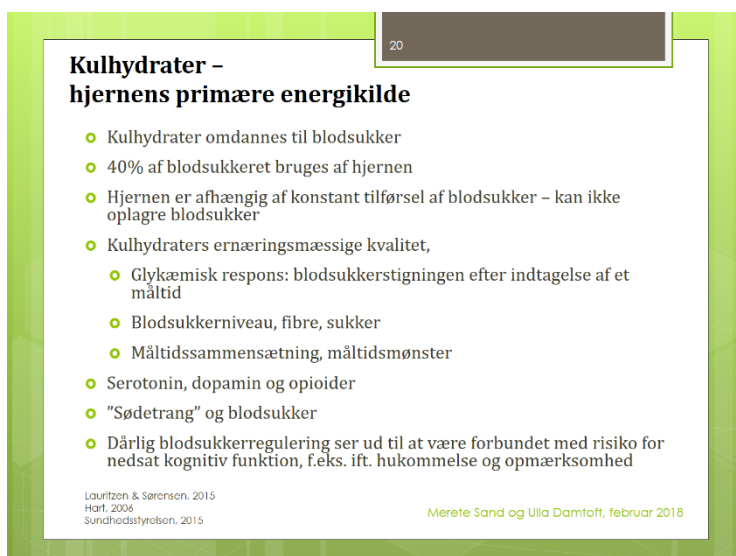 20
Kulhydrater –
hjernens primære energikilde
Kulhydrater omdannes til blodsukker
40% af blodsukkeret bruges af hjernen
Hjernen er afhængig af konstant tilførsel af blodsukker – kan ikke
oplagre blodsukker
Kulhydraters ernæringsmæssige kvalitet,
Glykæmisk respons: blodsukkerstigningen efter indtagelse af et
måltid
Blodsukkerniveau, fibre, sukker
Måltidssammensætning, måltidsmønster
Serotonin, dopamin og opioider
"Sødetrang" og blodsukker
Dårlig blodsukkerregulering ser ud til at være forbundet med risiko for
nedsat kognitiv funktion, f.eks. ift. hukommelse og opmærksomhed
Lauritzen & Sørensen, 2015
Hart, 2006
Sundhedsstyrelsen, 2015
Merete Sand og Ulla Damtoft, februar 2018